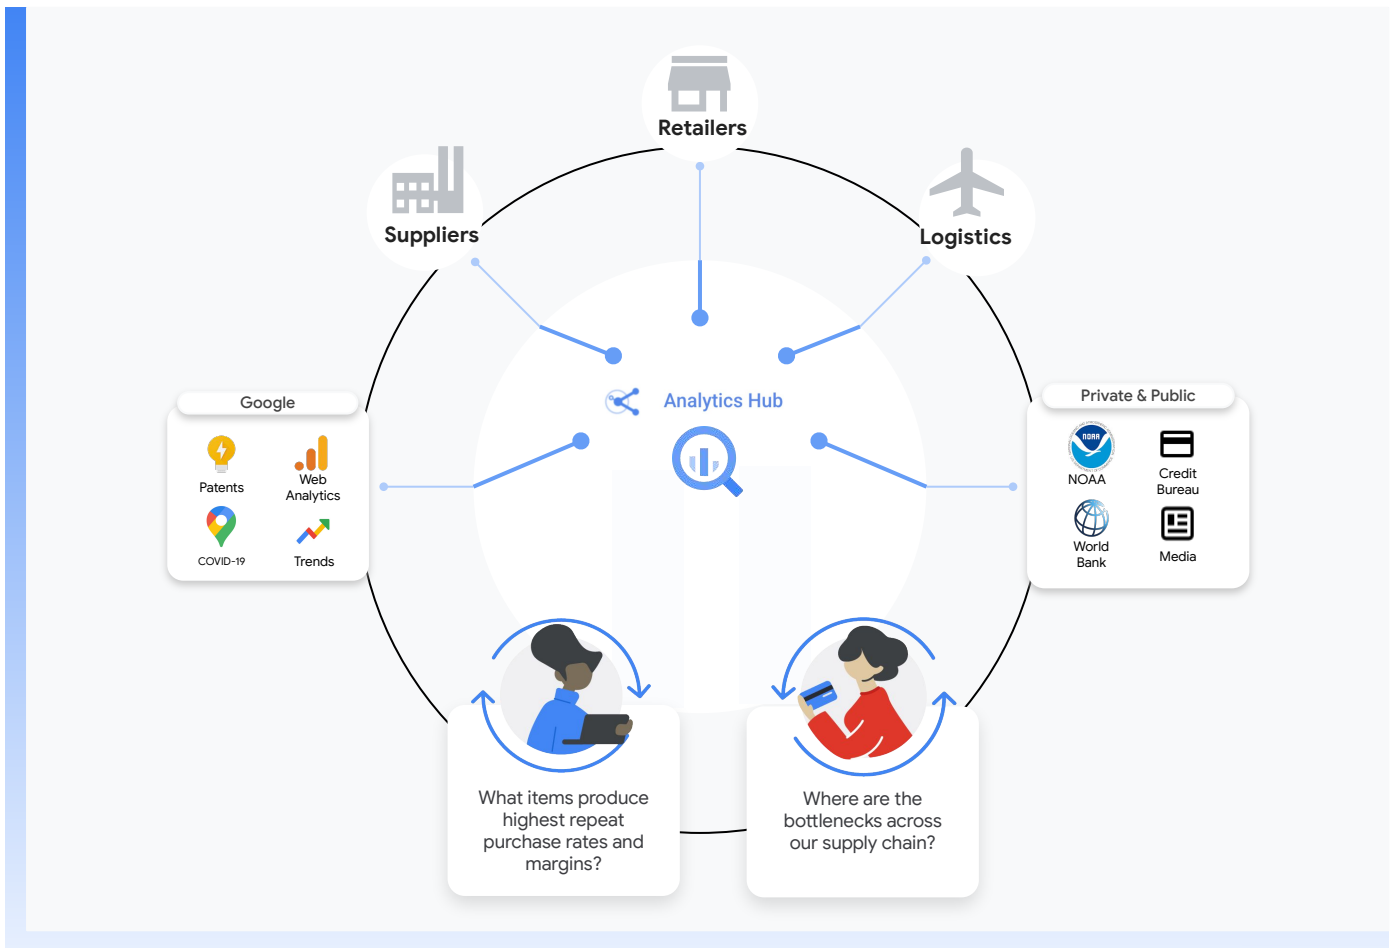 Retailers
Suppliers
Logistics
Analytics Hub
Google
Patents
Web
Analytics
COVID-19
Trends
Private & Public
NOAA
NOAA
Credit
Bureau
World
Bank
Media
What items produce
highest repeat
purchase rates and
margins?
Where are the
bottlenecks across
our supply chain?